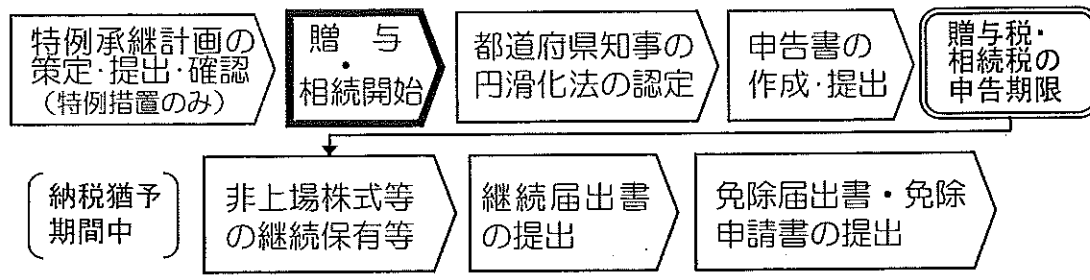 特例承継計画の
策定・提出・確認
（特例措置のみ）
贈 与
・
相続開始
都道府県知事の
円滑化法の認定
申告書の
作成・提出
贈与税・
相続税の
申告期限
納税猶予
期間中
非上場株式等
の継続保有等
継続届出書
の提出
免除届出書・免除
申請書の提出